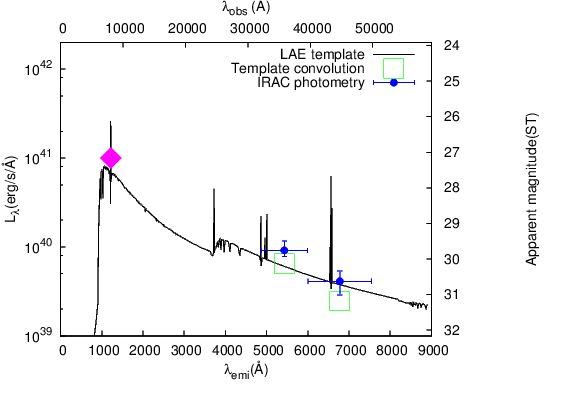 λobs (Å)
0 10000 20000 30000 40000 50000
LAE template
Template convolution
IRAC photometry
Lλ(erg/s/Å)
10^42
10^41
10^40
10^39
24
25
26
27
28
29
30
31
32
Apparent magnitude(ST)
0 1000 2000 3000 4000 5000 6000 7000 8000 9000
λemi(Å)